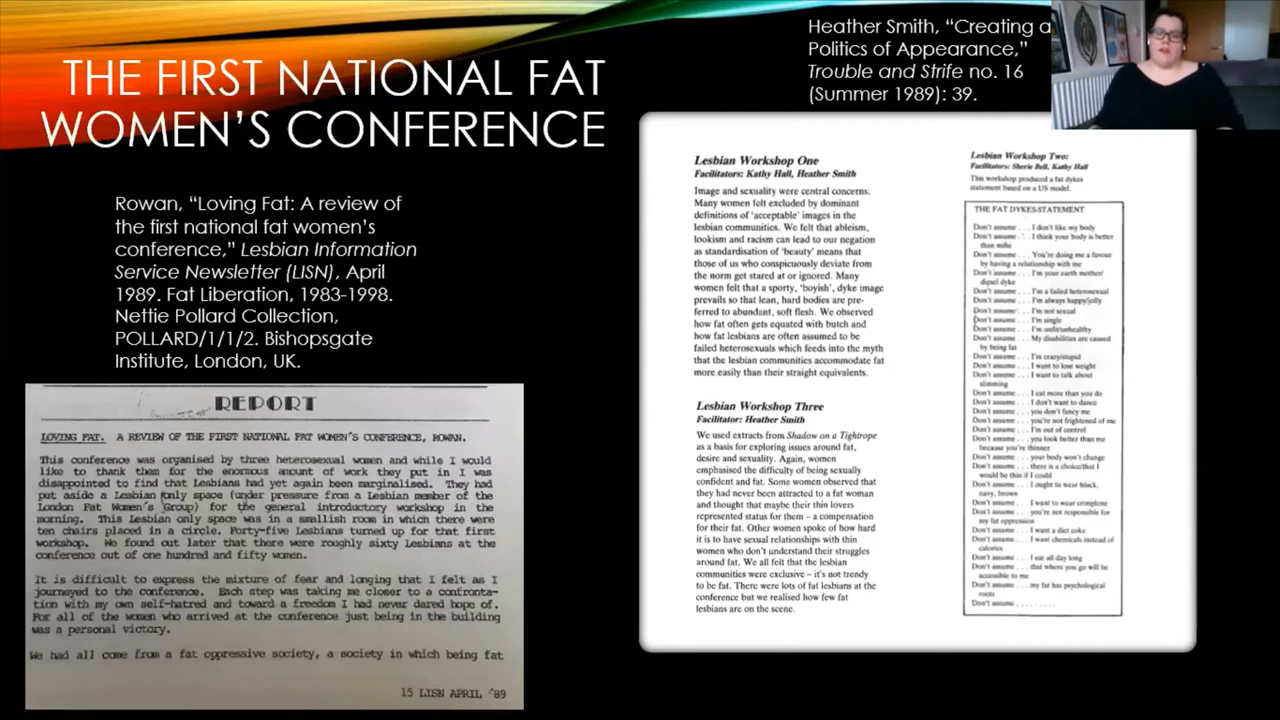 THE FIRST NATIONAL FAT
WOMEN'S CONFERENCE
Heather Smith, "Creating a
Politics of Appearance,"
Trouble and Strife no. 16
(Summer 1989): 39.
Rowan, "Loving Fat: A review of
the first national fat women's
conference," Lesbian Information
Service Newsletter (LISN), April
1989. Fat Liberation, 1983-1998.
Nettie Pollard Collection,
POLLARD/1/1/2. Bishopsgate
Institute, London, UK.
REPORT
LOVING FAT. A REVIEW OF THE FIRST NATIONAL FAT WOMEN'S CONFERENCE, ROWAN.
This conference was organised by three heterosexual women and while I would
like to thank them for the enormous amount of work they put in I was
disappointed to find that Lesbians had yet again been marginalised. They had
put aside a Lesbian only space (under pressure from a Lesbian member of the
London Fat Women's Group) for the general introductory workshop in the
morning. This Lesbian only space was in a smallish room in which there were
ten chairs placed in a circle. Forty-five Lesbians turned up for that first
workshop. We found out later that there were roughly sixty Lesbians at the
conference out of one hundred and fifty women.
It is difficult to express the mixture of fear and longing that I felt as I
journeyed to the conference. Each step was taking me closer to a confronta-
tion with my own self-hatred and toward a freedom I had never dared hope of.
For all of the women who arrived at the conference just being in the building
was a personal victory.
We had all come from a fat oppressive society, a society in which being fat
15 LISN APRIL '89
Lesbian Workshop One
Facilitators: Kathy Hall, Heather Smith
Image and sexuality were central concerns.
Many women felt excluded by dominant
definitions of 'acceptable' images in the
lesbian communities. We felt that ableism,
lookism and racism can lead to our negation
as standardisation of 'beauty' means that
those of us who conspicuously deviate from
the norm get stared at or ignored. Many
women felt that a sporty, 'boyish', dyke image
prevails so that lean, hard bodies are pre-
ferred to abundant, soft flesh. We observed
how fat often gets equated with butch and
how fat lesbians are often assumed to be
failed heterosexuals which feeds into the myth
that the lesbian communities accommodate fat
more easily than their straight equivalents.
Lesbian Workshop Three
Facilitator: Heather Smith
We used extracts from Shadow on a Tightrope
as a basis for exploring issues around fat,
desire and sexuality. Again, women
emphasised the difficulty of being sexually
confident and fat. Some women observed that
they had never been attracted to a fat woman
and thought that maybe their thin lovers
represented status for them – a compensation
for their fat. Other women spoke of how hard
it is to have sexual relationships with thin
women who don't understand their struggles
around fat. We all felt that the lesbian
communities were exclusive – it's not trendy
to be fat. There were lots of fat lesbians at the
conference but we realised how few fat
lesbians are on the scene.
Lesbian Workshop Two:
Facilitators: Sherie Bell, Kathy Hall
This workshop produced a fat dykes
statement based on a US model.
THE FAT DYKES STATEMENT
Don't assume . . . I don't like my body
Don't assume . . . I think your body is better
than mine
Don't assume . . . You're doing me a favour
by having a relationship with me
Don't assume . . . I'm your earth mother/
digsel dyke
Don't assume . . . I'm a failed heterosexual
Don't assume . . . I'm always happy/jolly
Don't assume . . . I'm not sexual
Don't assume . . . I'm single
Don't assume . . . I'm unfit/unhealthy
Don't assume . . . My disabilities are caused
by being fat
Don't assume . . . I'm crazy/stupid
Don't assume . . . I want to lose weight
Don't assume . . . I want to talk about
slimming
Don't assume . . . I eat more than you do
Don't assume . . . I don't want to dance
Don't assume . . . you don't fancy me
Don't assume . . . you're not frightened of me
Don't assume . . . I'm out of control
Don't assume . . . you look better than me
because you're thinner
Don't assume . . . your body won't change
Don't assume . . . there is a choice/that I
would be thin if I could
Don't assume . . . I ought to wear black,
navy, brown
Don't assume . . . I want to wear crimplene
Don't assume . . . you're not responsible for
my fat oppression
Don't assume . . . I want a diet coke
Don't assume . . . I want chemicals instead of
calories
Don't assume . . . I eat all day long
Don't assume . . . that where you go will be
accessible to me
Don't assume . . . my fat has psychological
roots
Don't assume . . . . . . . . . .